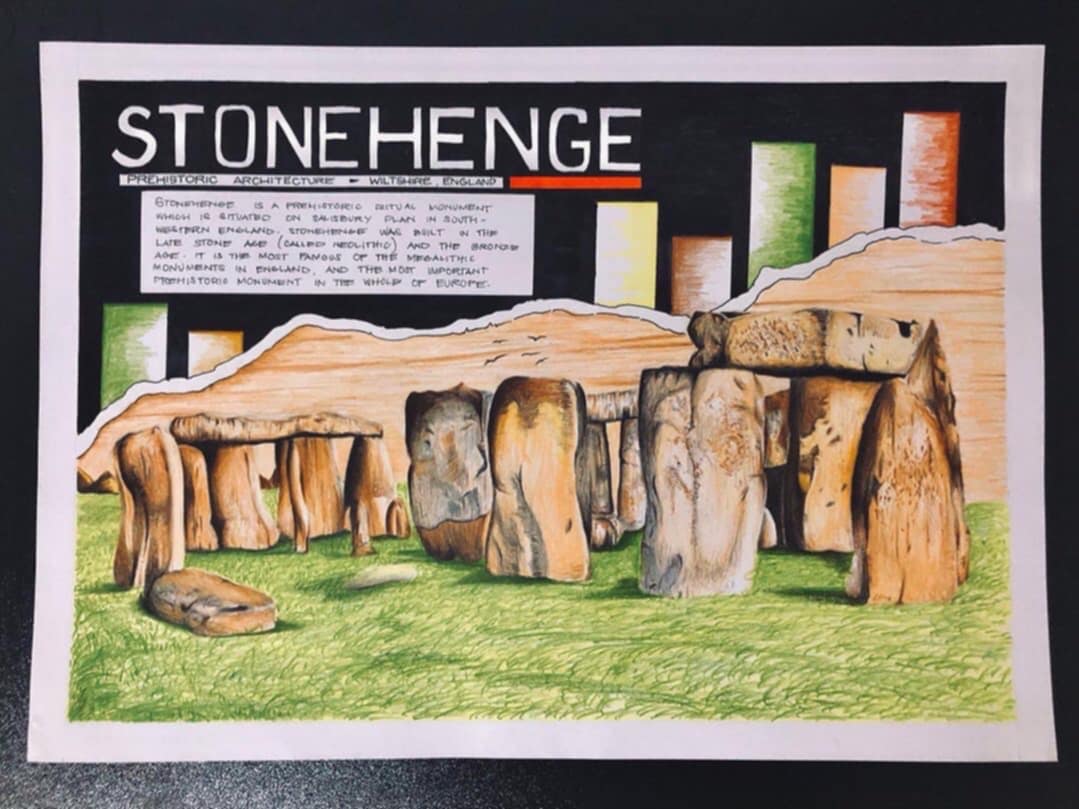 STONEHENGE
PREHISTORIC ARCHITECTURE - WILTSHIRE, ENGLAND
STONEHENGE IS A PREHISTORIC RITUAL MONUMENT
WHICH IS SITUATED ON SALISBURY PLAN IN SOUTH-
WESTERN ENGLAND. STONEHENGE WAS BUILT IN THE
LATE STONE AGE (CALLED NEOLITHIC) AND THE BRONZE
AGE. IT IS THE MOST FAMOUS OF THE MEGALITHIC
MONUMENTS IN ENGLAND, AND THE MOST IMPORTANT
PREHISTORIC MONUMENT IN THE WHOLE OF EUROPE.